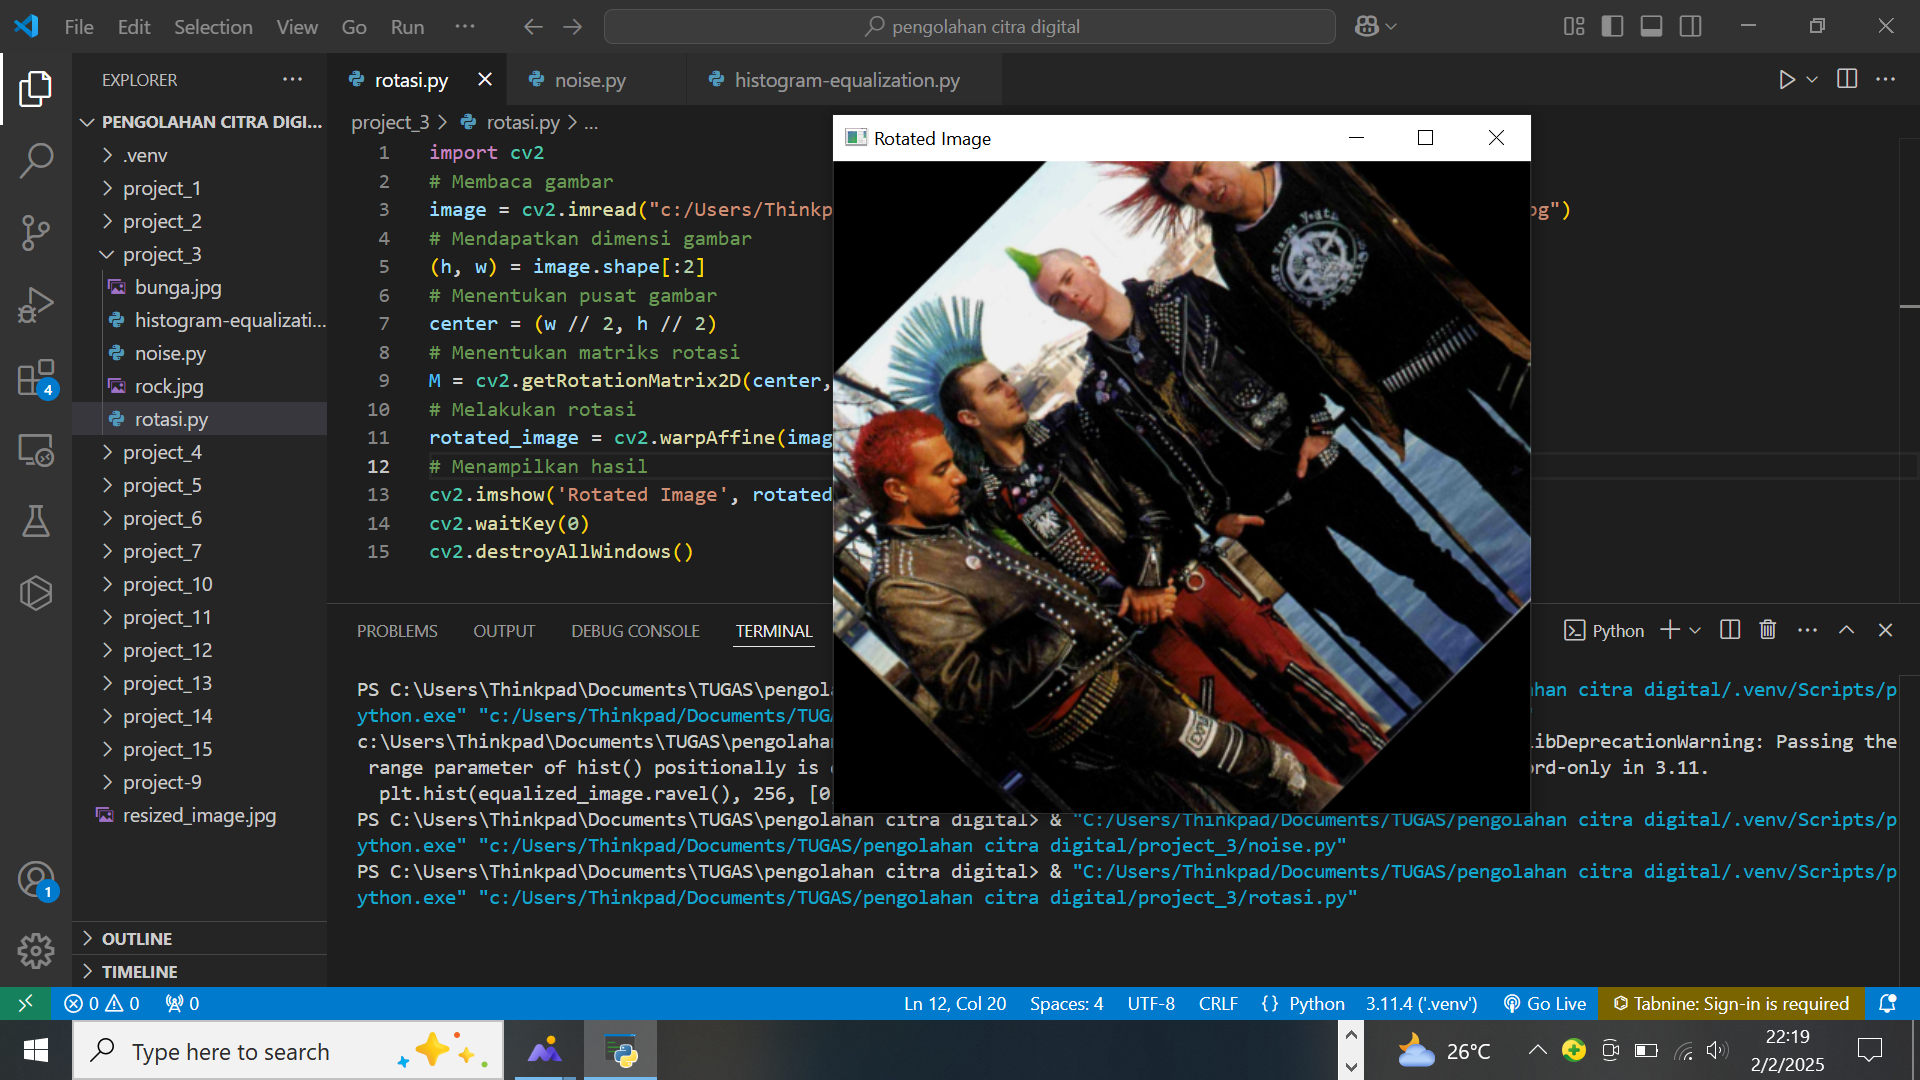 File Edit Selection View Go Run ··· pengolahan citra digital
EXPLORER
rotasi.py noise.py histogram-equalization.py
PENGOLAHAN CITRA DIGI...
.venv
project_1
project_2
project_3
bunga.jpg
histogram-equalizati...
noise.py
rock.jpg
rotasi.py
project_4
project_5
project_6
project_7
project_10
project_11
project_12
project_13
project_14
project_15
project-9
resized_image.jpg
OUTLINE
TIMELINE
4
1
project_3 > rotasi.py > ...
1 import cv2
2 # Membaca gambar
3 image = cv2.imread("c:/Users/Thinkp
og")
4 # Mendapatkan dimensi gambar
5 (h, w) = image.shape[:2]
6 # Menentukan pusat gambar
7 center = (w // 2, h // 2)
8 # Menentukan matriks rotasi
9 M = cv2.getRotationMatrix2D(center,
10 # Melakukan rotasi
11 rotated_image = cv2.warpAffine(imag
12 # Menampilkan hasil
13 cv2.imshow('Rotated Image', rotated
14 cv2.waitKey(0)
15 cv2.destroyAllWindows()
Rotated Image
PROBLEMS OUTPUT DEBUG CONSOLE TERMINAL Python
PS C:\Users\Thinkpad\Documents\TUGAS\pengola han citra digital/.venv/Scripts/p
ython.exe" "c:/Users/Thinkpad/Documents/TUGA
c:\Users\Thinkpad\Documents\TUGAS\pengolahan ibDeprecationWarning: Passing the
range parameter of hist() positionally is rd-only in 3.11.
plt.hist(equalized_image.ravel(), 256, [0
PS C:\Users\Thinkpad\Documents\TUGAS\pengolahan citra digital> & "C:/Users/Thinkpad/Documents/TUGAS/pengolahan citra digital/.venv/Scripts/p
ython.exe" "c:/Users/Thinkpad/Documents/TUGAS/pengolahan citra digital/project_3/noise.py"
PS C:\Users\Thinkpad\Documents\TUGAS\pengolahan citra digital> & "C:/Users/Thinkpad/Documents/TUGAS/pengolahan citra digital/.venv/Scripts/p
ython.exe" "c:/Users/Thinkpad/Documents/TUGAS/pengolahan citra digital/project_3/rotasi.py"
0 0 0 Ln 12, Col 20 Spaces: 4 UTF-8 CRLF {} Python 3.11.4 ('.venv') Go Live Tabnine: Sign-in is required
Type here to search 26°C 22:19
2/2/2025